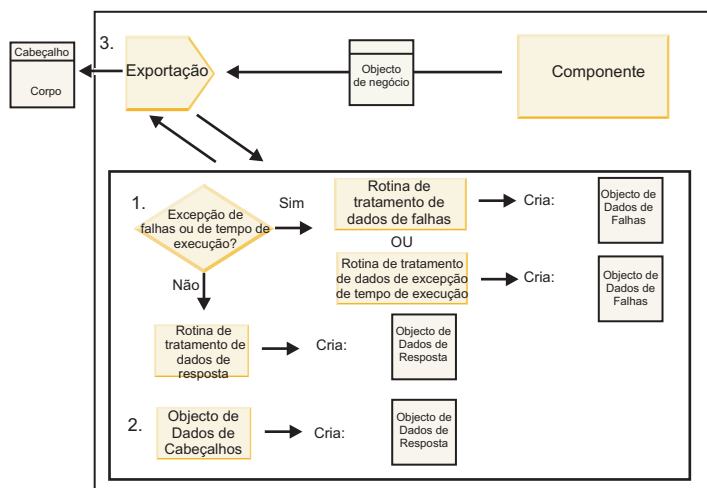 Cabeçalho
Corpo
3.
Exportação
Objecto
de negócio
Componente
1.
Excepção de
falhas ou de tempo de
execução?
Sim
Rotina de
tratamento de
dados de falhas
Cria:
Objecto de
Dados de
Falhas
OU
Rotina de tratamento
de dados de excepção
de tempo de execução
Cria:
Objecto de
Dados de
Falhas
Não
Rotina de
tratamento de
dados de
resposta
Cria:
Objecto de
Dados de
Resposta
2.
Objecto de
Dados de
Cabeçalhos
Cria:
Objecto de
Dados de
Resposta